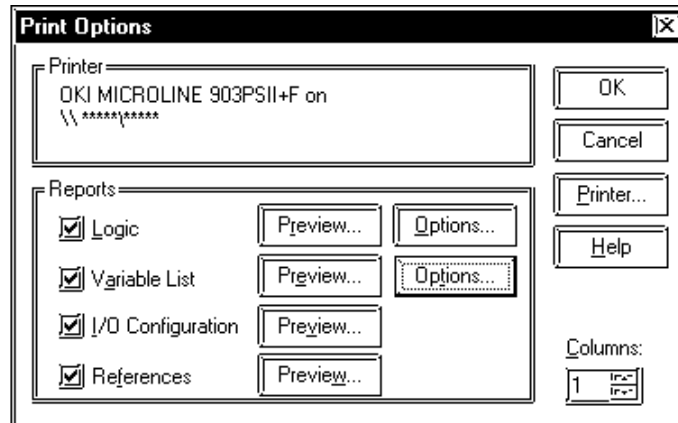 Print Options
Printer
OKI MICROLINE 903PSII+F on
\\ *****\*****
OK
Cancel
Printer...
Help
Reports
Logic Preview... Options...
Variable List Preview... Options...
I/O Configuration Preview...
References Preview...
Columns:
1